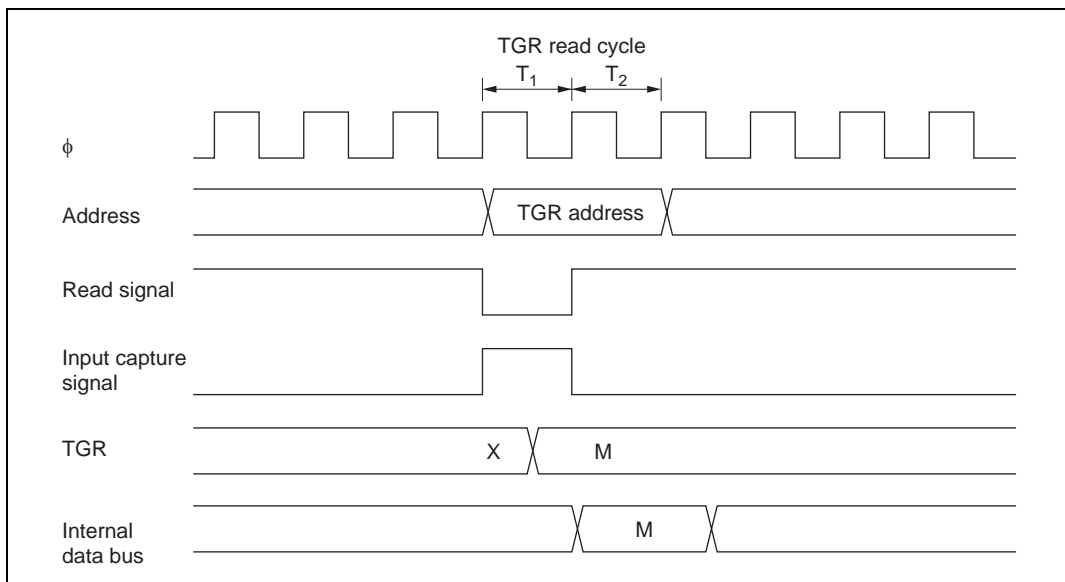 TGR read cycle
T1 T2
ϕ
Address
TGR address
Read signal
Input capture
signal
TGR
X M
Internal
data bus
M